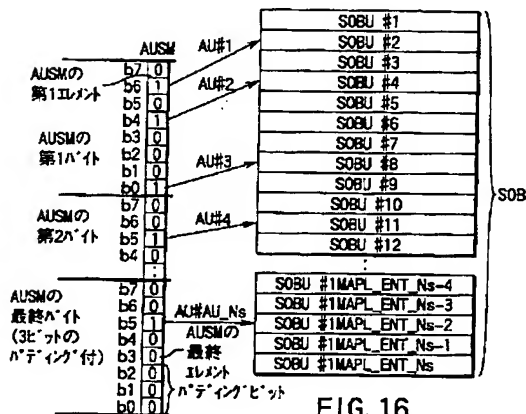 AUSM
AUSMの
第1エレメント
AUSMの
第1バイト
AUSMの
第2バイト
AUSMの
最終バイト
(3ビットの
パディング付)
b7 0
b6 1
b5 0
b4 1
b3 0
b2 0
b1 0
b0 1
b7 0
b6 0
b5 1
b4 0
b7 0
b6 0
b5 1
b4 0
b3 0
b2 0
b1 0
b0 0
AU#1
AU#2
AU#3
AU#4
AU#AU_Ns
AUSMの
最終
エレメント
パディングビット
SOBU #1
SOBU #2
SOBU #3
SOBU #4
SOBU #5
SOBU #6
SOBU #7
SOBU #8
SOBU #9
SOBU #10
SOBU #11
SOBU #12
SOBU #1MAPL_ENT_Ns-4
SOBU #1MAPL_ENT_Ns-3
SOBU #1MAPL_ENT_Ns-2
SOBU #1MAPL_ENT_Ns-1
SOBU #1MAPL_ENT_Ns
SOB
FIG. 16